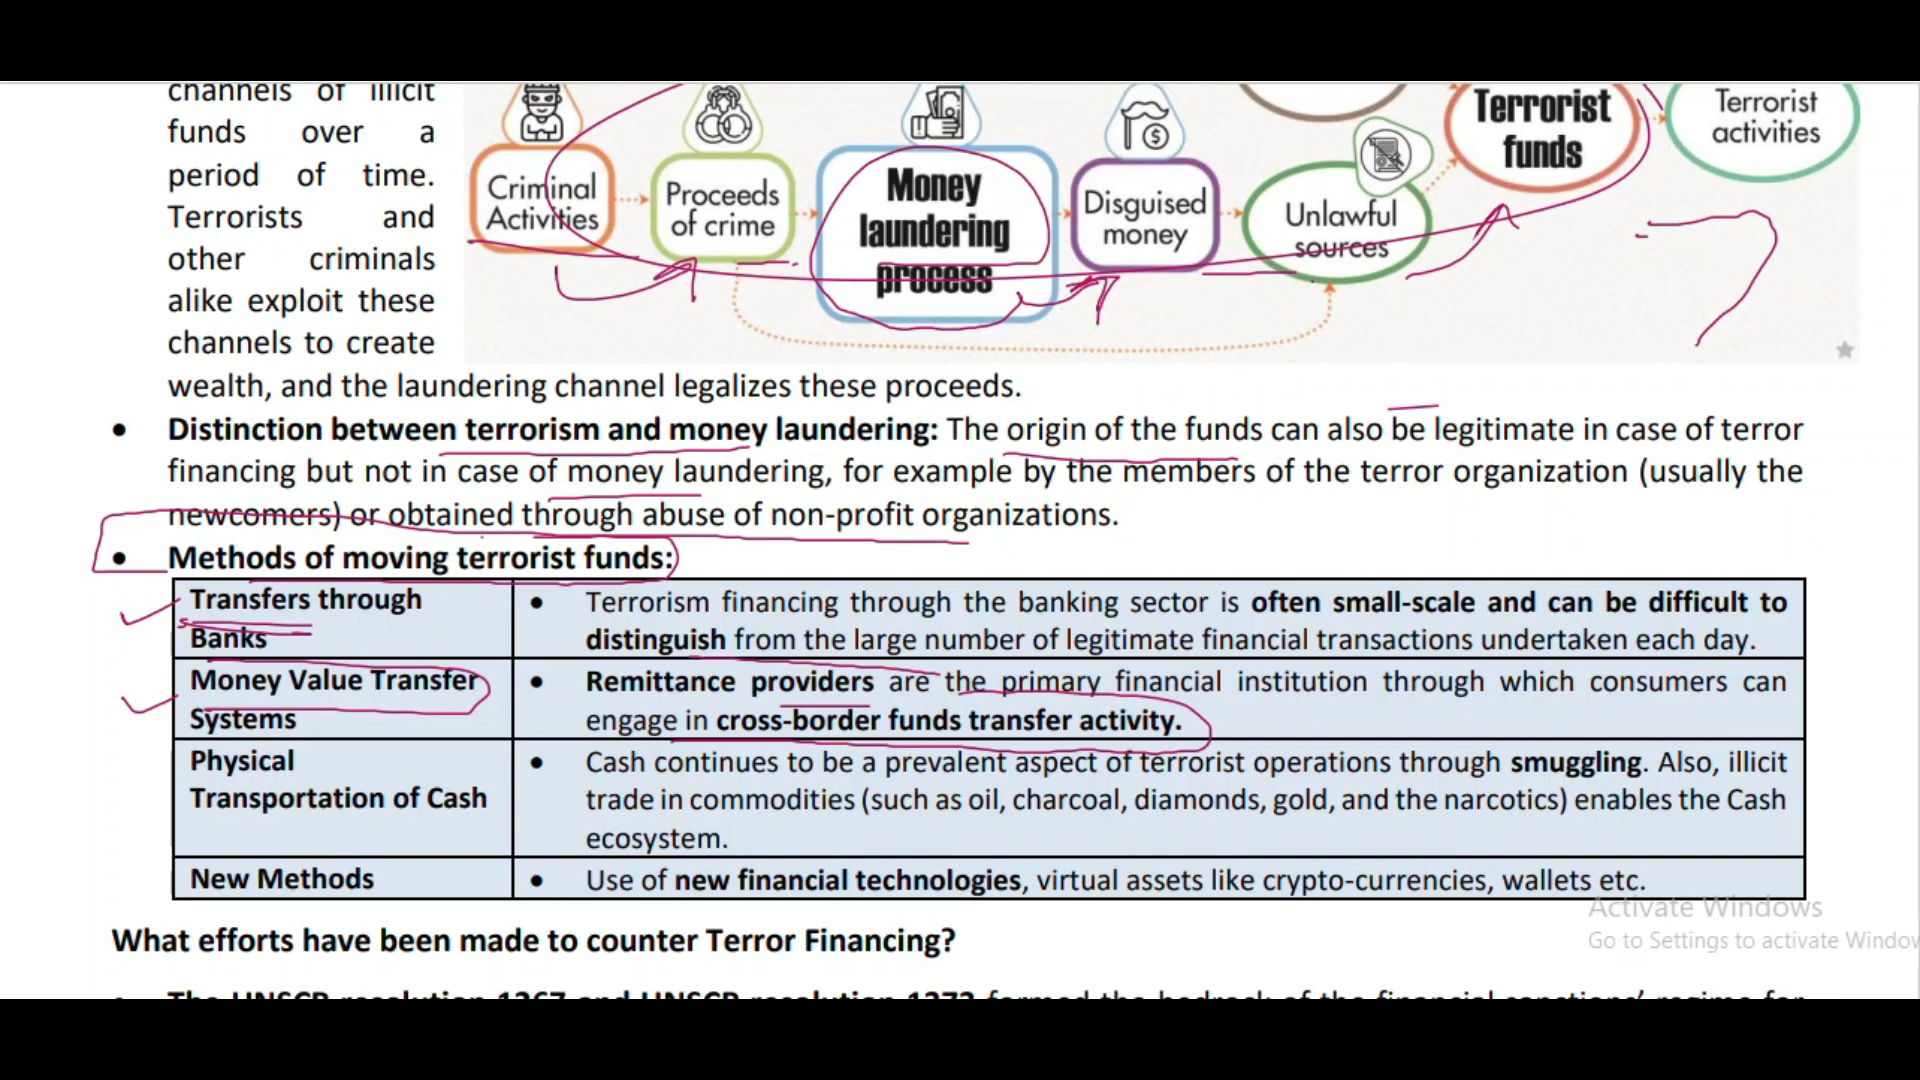 channels of illicit
funds over a
period of time.
Terrorists and
other criminals
alike exploit these
channels to create
wealth, and the laundering channel legalizes these proceeds.
Criminal
Activities
Proceeds
of crime
Money
laundering
process
Disguised
money
Unlawful
sources
Terrorist
funds
Terrorist
activities
• Distinction between terrorism and money laundering: The origin of the funds can also be legitimate in case of terror
financing but not in case of money laundering, for example by the members of the terror organization (usually the
newcomers) or obtained through abuse of non-profit organizations.
• Methods of moving terrorist funds:
Transfers through
Banks
• Terrorism financing through the banking sector is often small-scale and can be difficult to
distinguish from the large number of legitimate financial transactions undertaken each day.
Money Value Transfer
Systems
• Remittance providers are the primary financial institution through which consumers can
engage in cross-border funds transfer activity.
Physical
Transportation of Cash
• Cash continues to be a prevalent aspect of terrorist operations through smuggling. Also, illicit
trade in commodities (such as oil, charcoal, diamonds, gold, and the narcotics) enables the Cash
ecosystem.
New Methods
• Use of new financial technologies, virtual assets like crypto-currencies, wallets etc.
Activate Windows
Go to Settings to activate Window
What efforts have been made to counter Terror Financing?